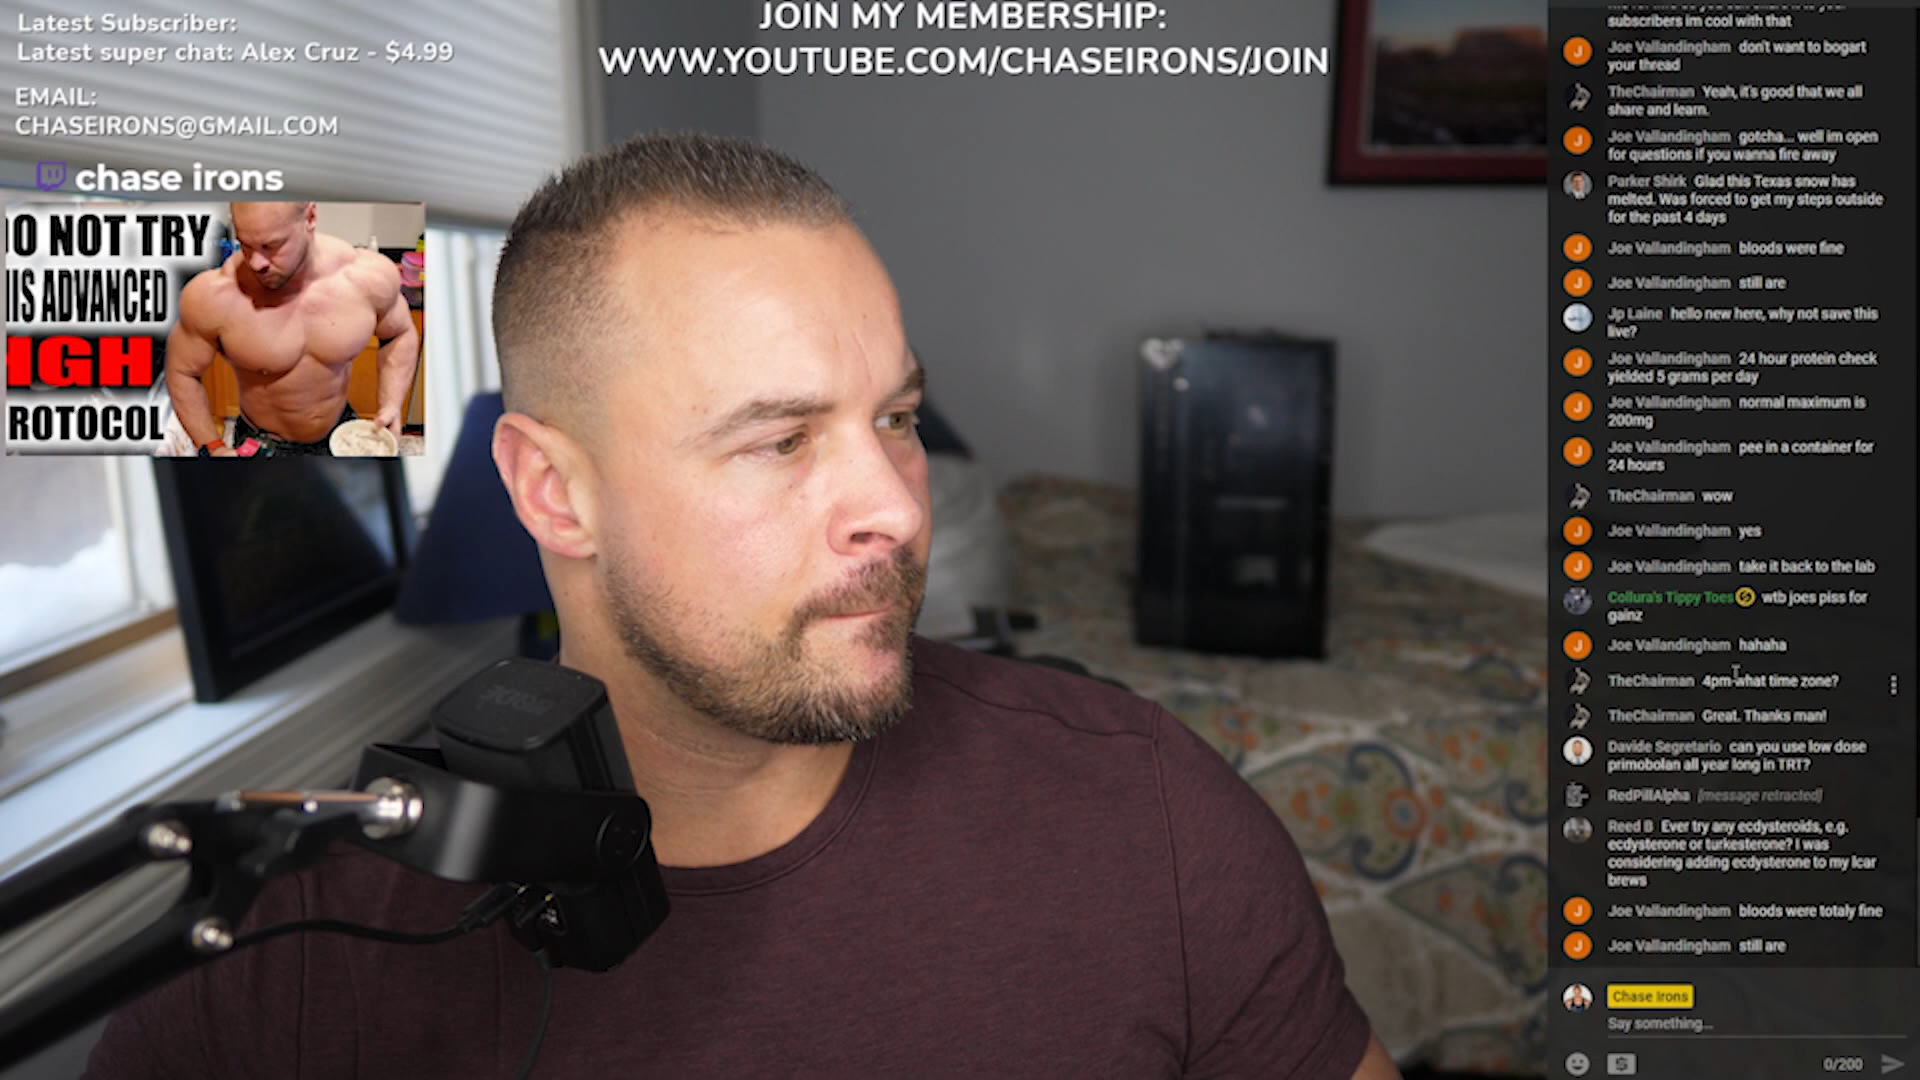 Latest Subscriber:
Latest super chat: Alex Cruz - $4.99
EMAIL:
CHASEIRONS@GMAIL.COM
chase irons
O NOT TRY
IS ADVANCED
IGH
ROTOCOL
JOIN MY MEMBERSHIP:
WWW.YOUTUBE.COM/CHASEIRONS/JOIN
subscribers im cool with that
Joe Vallandingham don't want to bogart
your thread
TheChairman Yeah, it's good that we all
share and learn.
Joe Vallandingham gotcha... well im open
for questions if you wanna fire away
Parker Shirk Glad this Texas snow has
melted. Was forced to get my steps outside
for the past 4 days
Joe Vallandingham bloods were fine
Joe Vallandingham still are
Jp Laine hello new here, why not save this
live?
Joe Vallandingham 24 hour protein check
yielded 5 grams per day
Joe Vallandingham normal maximum is
200mg
Joe Vallandingham pee in a container for
24 hours
TheChairman wow
Joe Vallandingham yes
Joe Vallandingham take it back to the lab
Collura's Tippy Toes wtb joes piss for
gainz
Joe Vallandingham hahaha
TheChairman 4pm what time zone?
TheChairman Great. Thanks man!
Davide Segretario can you use low dose
primobolan all year long in TRT?
RedPillAlpha [message retracted]
Reed B Ever try any ecdysteroids, e.g.
ecdysterone or turkesterone? I was
considering adding ecdysterone to my lcar
brews
Joe Vallandingham bloods were totaly fine
Joe Vallandingham still are
Chase Irons
Say something...
0/200